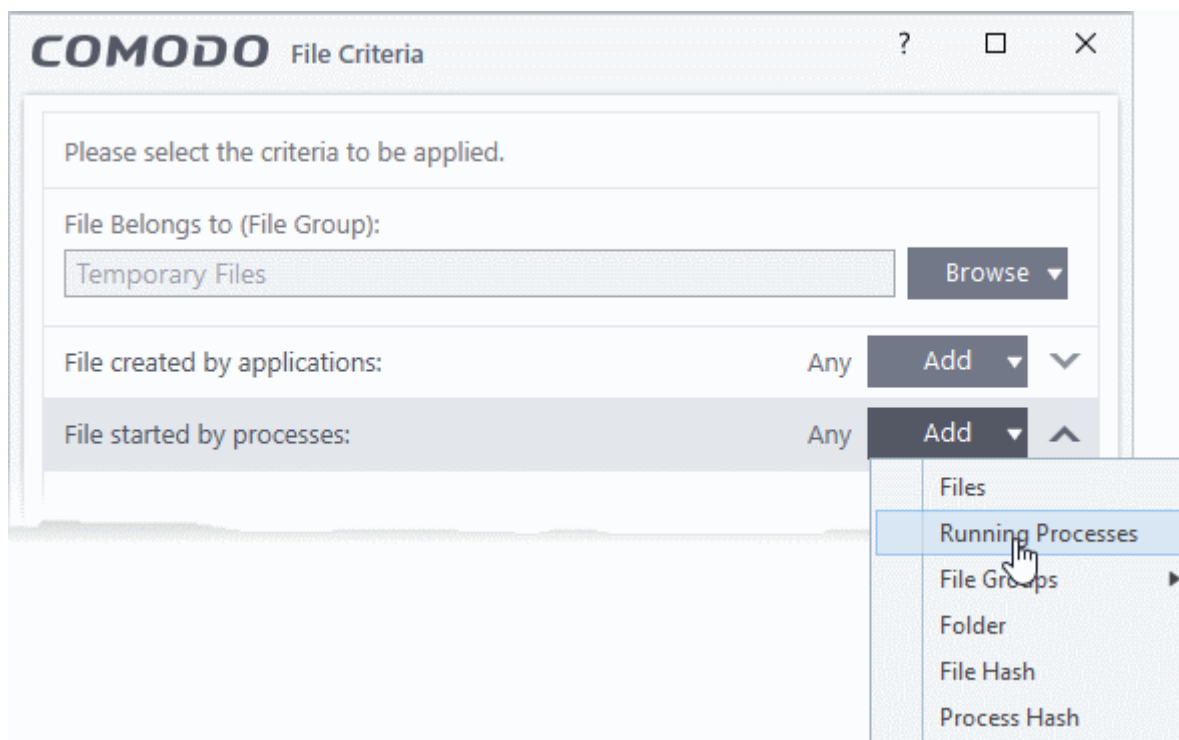 COMODO File Criteria ?
Please select the criteria to be applied.
File Belongs to (File Group):
Temporary Files Browse
File created by applications: Any Add
File started by processes: Any Add
Files
Running Processes
File Groups
Folder
File Hash
Process Hash